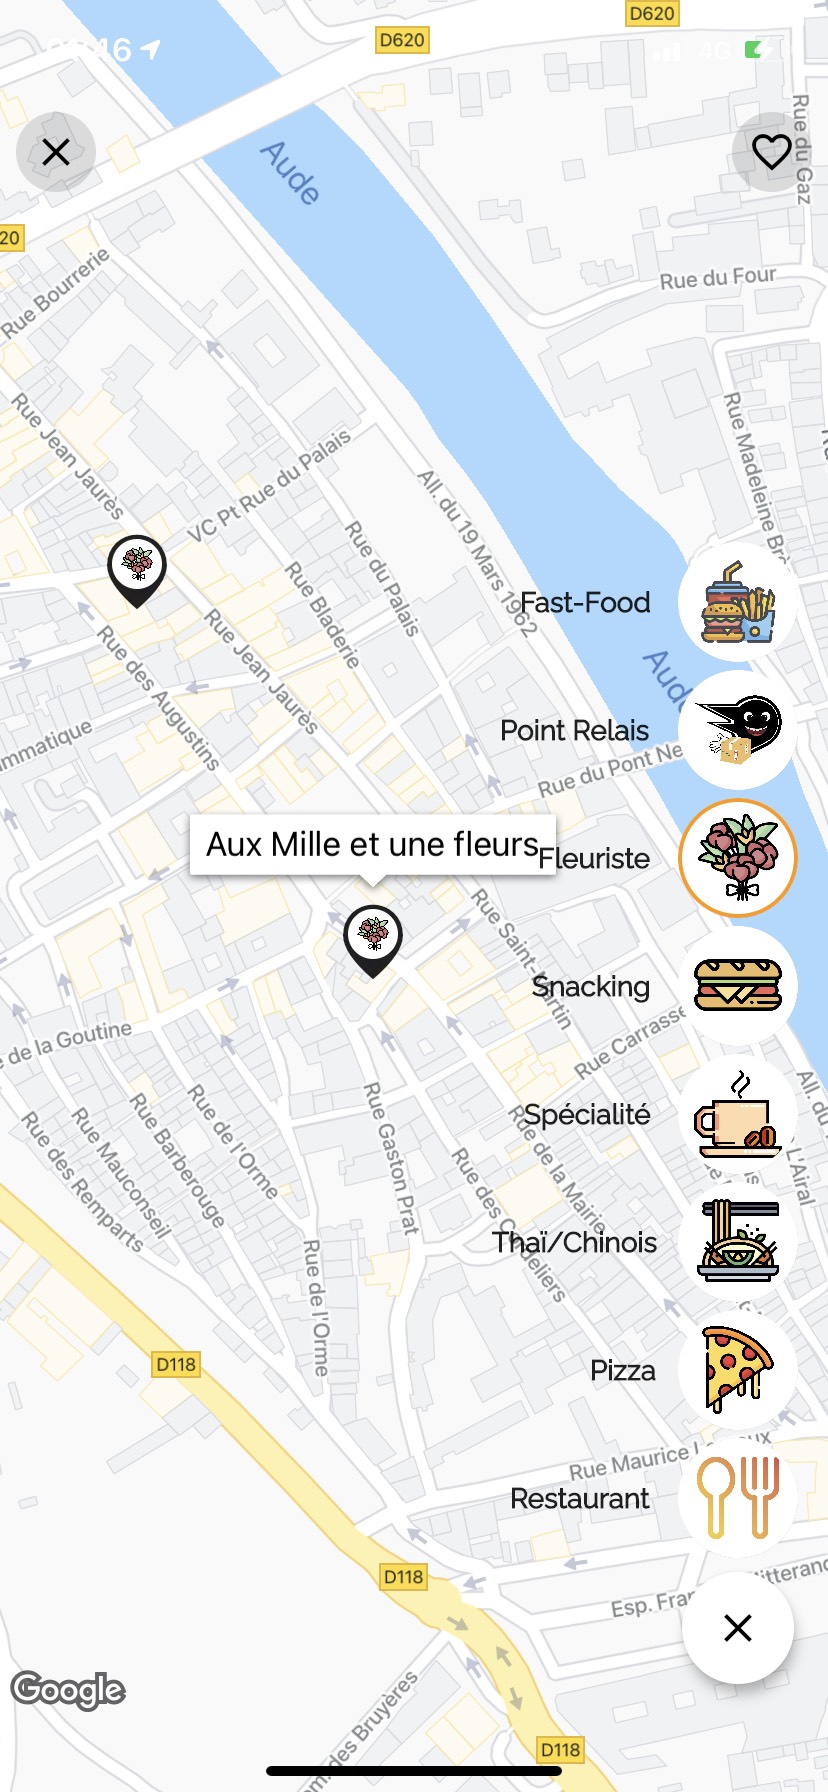 D620
D620
4G
Rue du Gaz
Aude
20
Rue Bourrerie
Rue du Four
Rue Jean Jaurès
VC Pt Rue du Palais
All. du 19 Mars 1962
Rue Madeleine Brè
Rue du Palais
Rue Bladerie
Fast-Food
Rue Jean Jaurès
Rue des Augustins
Aude
mmatique
Point Relais
Rue du Pont Ne
Aux Mille et une fleurs
Fleuriste
Rue Saint-Martin
Snacking
e de la Goutine
Rue Carrasse
All. du
Rue Gaston Prat
Rue de l'Orme
Rue Barberouge
Rue Mauconseil
Rue des Remparts
Spécialité
Rue de la Mairie
Rue des Cordeliers
L'Airal
Thaï/Chinois
Rue de l'Orme
D118
Pizza
Rue Maurice L
Restaurant
D118
Esp. Fran
itterand
Google
m. des Bruyères
D118